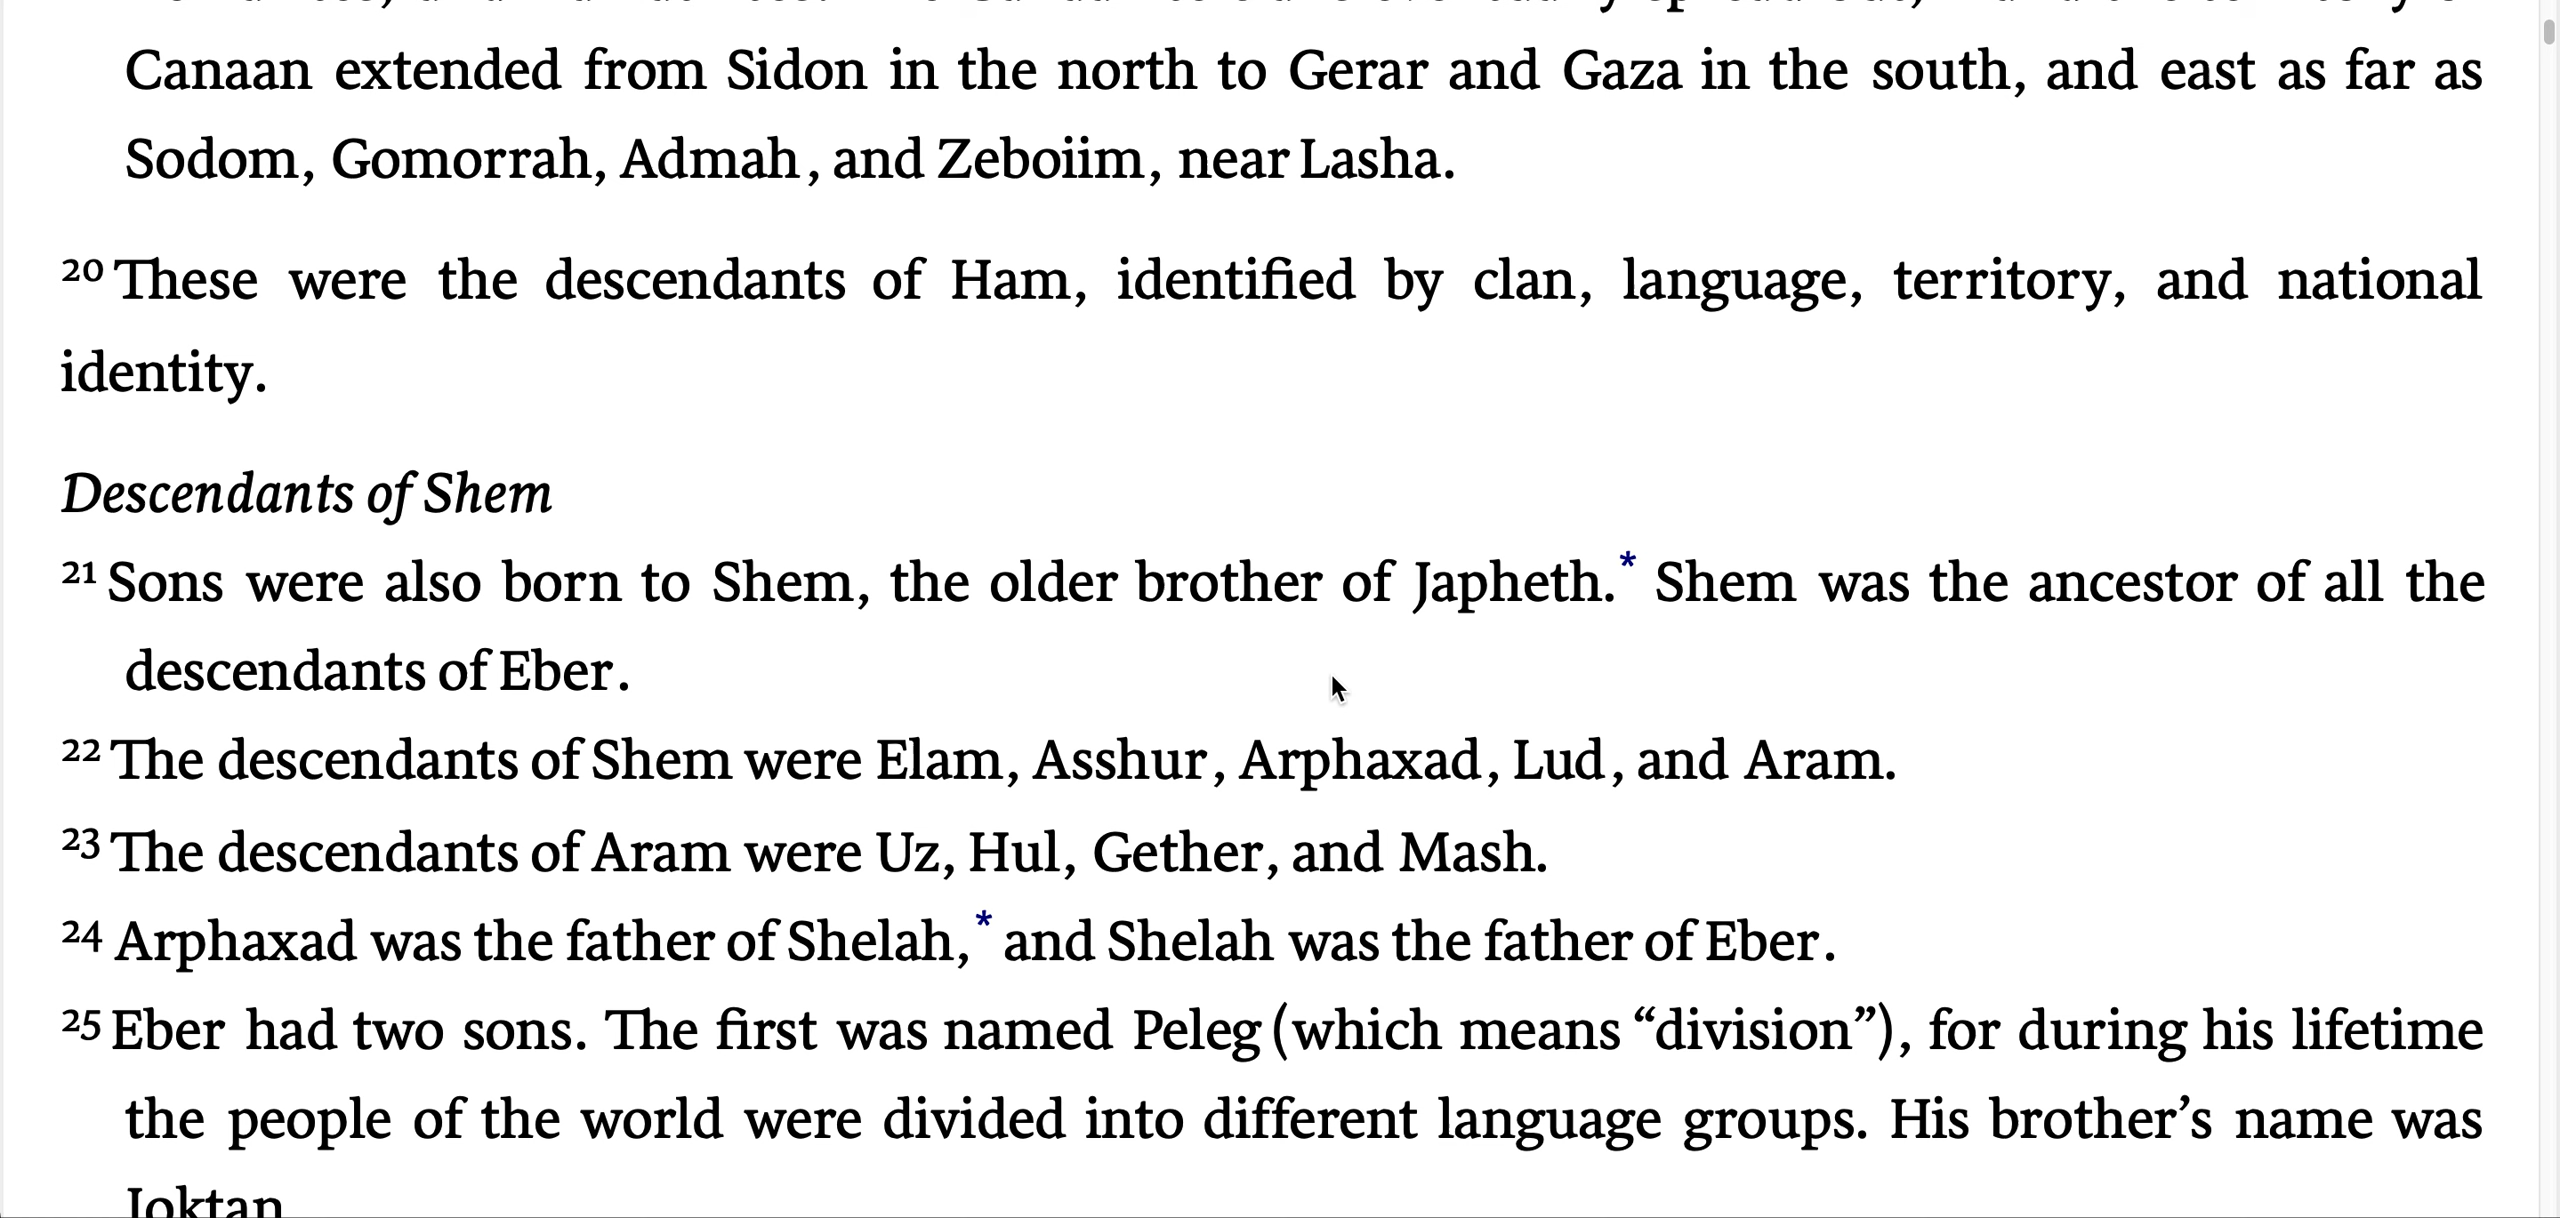 Canaan extended from Sidon in the north to Gerar and Gaza in the south, and east as far as
Sodom, Gomorrah, Admah, and Zeboiim, near Lasha.
20 These were the descendants of Ham, identified by clan, language, territory, and national
identity.
Descendants of Shem
21 Sons were also born to Shem, the older brother of Japheth.* Shem was the ancestor of all the
descendants of Eber.
22 The descendants of Shem were Elam, Asshur, Arphaxad, Lud, and Aram.
23 The descendants of Aram were Uz, Hul, Gether, and Mash.
24 Arphaxad was the father of Shelah,* and Shelah was the father of Eber.
25 Eber had two sons. The first was named Peleg (which means “division”), for during his lifetime
the people of the world were divided into different language groups. His brother’s name was
Joktan